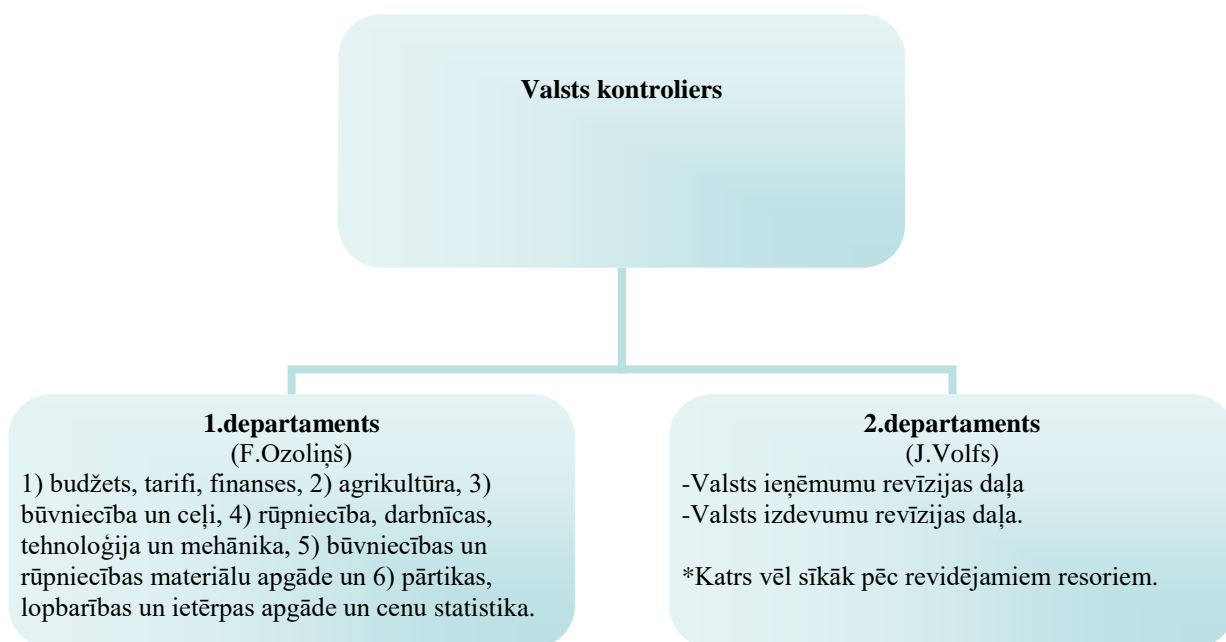 Valsts kontroliers
1.departaments
(F.Ozoliņš)
1) budžets, tarifi, finanses, 2) agrikultūra, 3)
būvniecība un ceļi, 4) rūpniecība, darbnīcas,
tehnoloģija un mehānika, 5) būvniecības un
rūpniecības materiālu apgāde un 6) pārtikas,
lopbarības un ietērpas apgāde un cenu statistika.
2.departaments
(J.Volfs)
-Valsts ieņēmumu revīzijas daļa
-Valsts izdevumu revīzijas daļa.
*Katrs vēl sīkāk pēc revidējamiem resoriem.